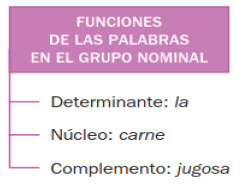 FUNCIONES
DE LAS PALABRAS
EN EL GRUPO NOMINAL
Determinante: la
Núcleo: carne
Complemento: jugosa